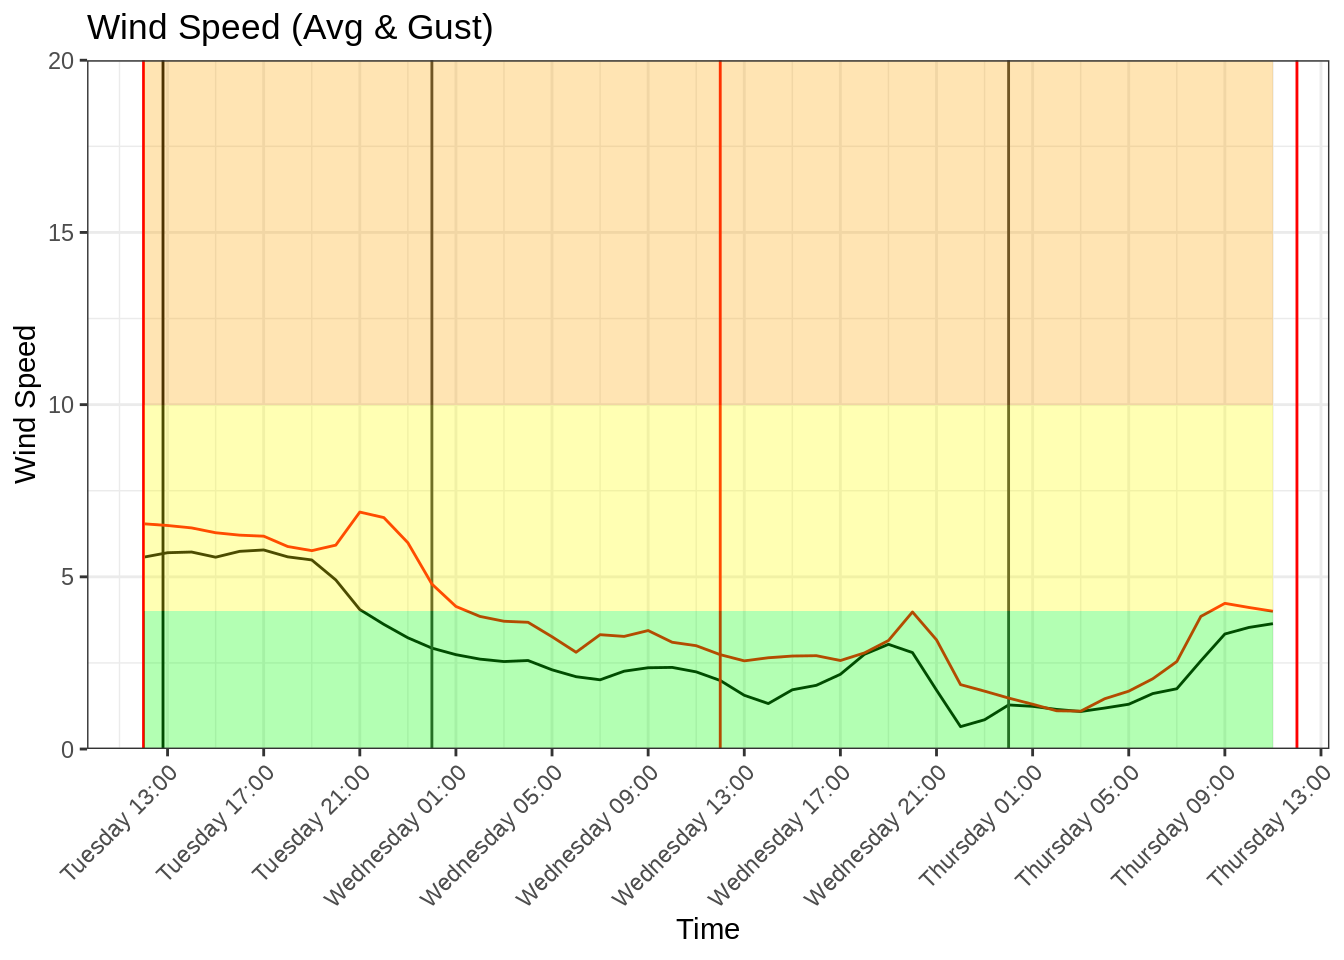 Wind Speed (Avg & Gust)
20
15
10
5
0
Wind Speed
Tuesday 13:00
Tuesday 17:00
Tuesday 21:00
Wednesday 01:00
Wednesday 05:00
Wednesday 09:00
Wednesday 13:00
Wednesday 17:00
Wednesday 21:00
Thursday 01:00
Thursday 05:00
Thursday 09:00
Thursday 13:00
Time